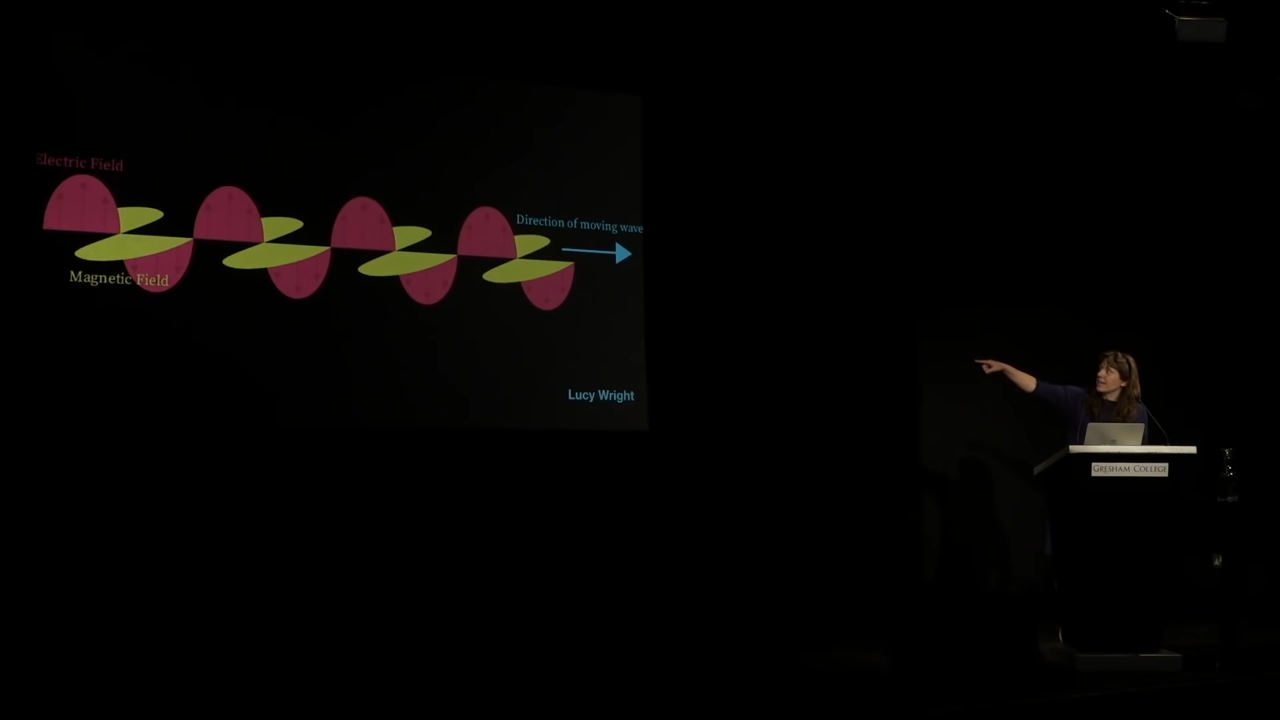 Electric Field
Direction of moving wave
Magnetic Field
Lucy Wright
GRESHAM COLLEGE